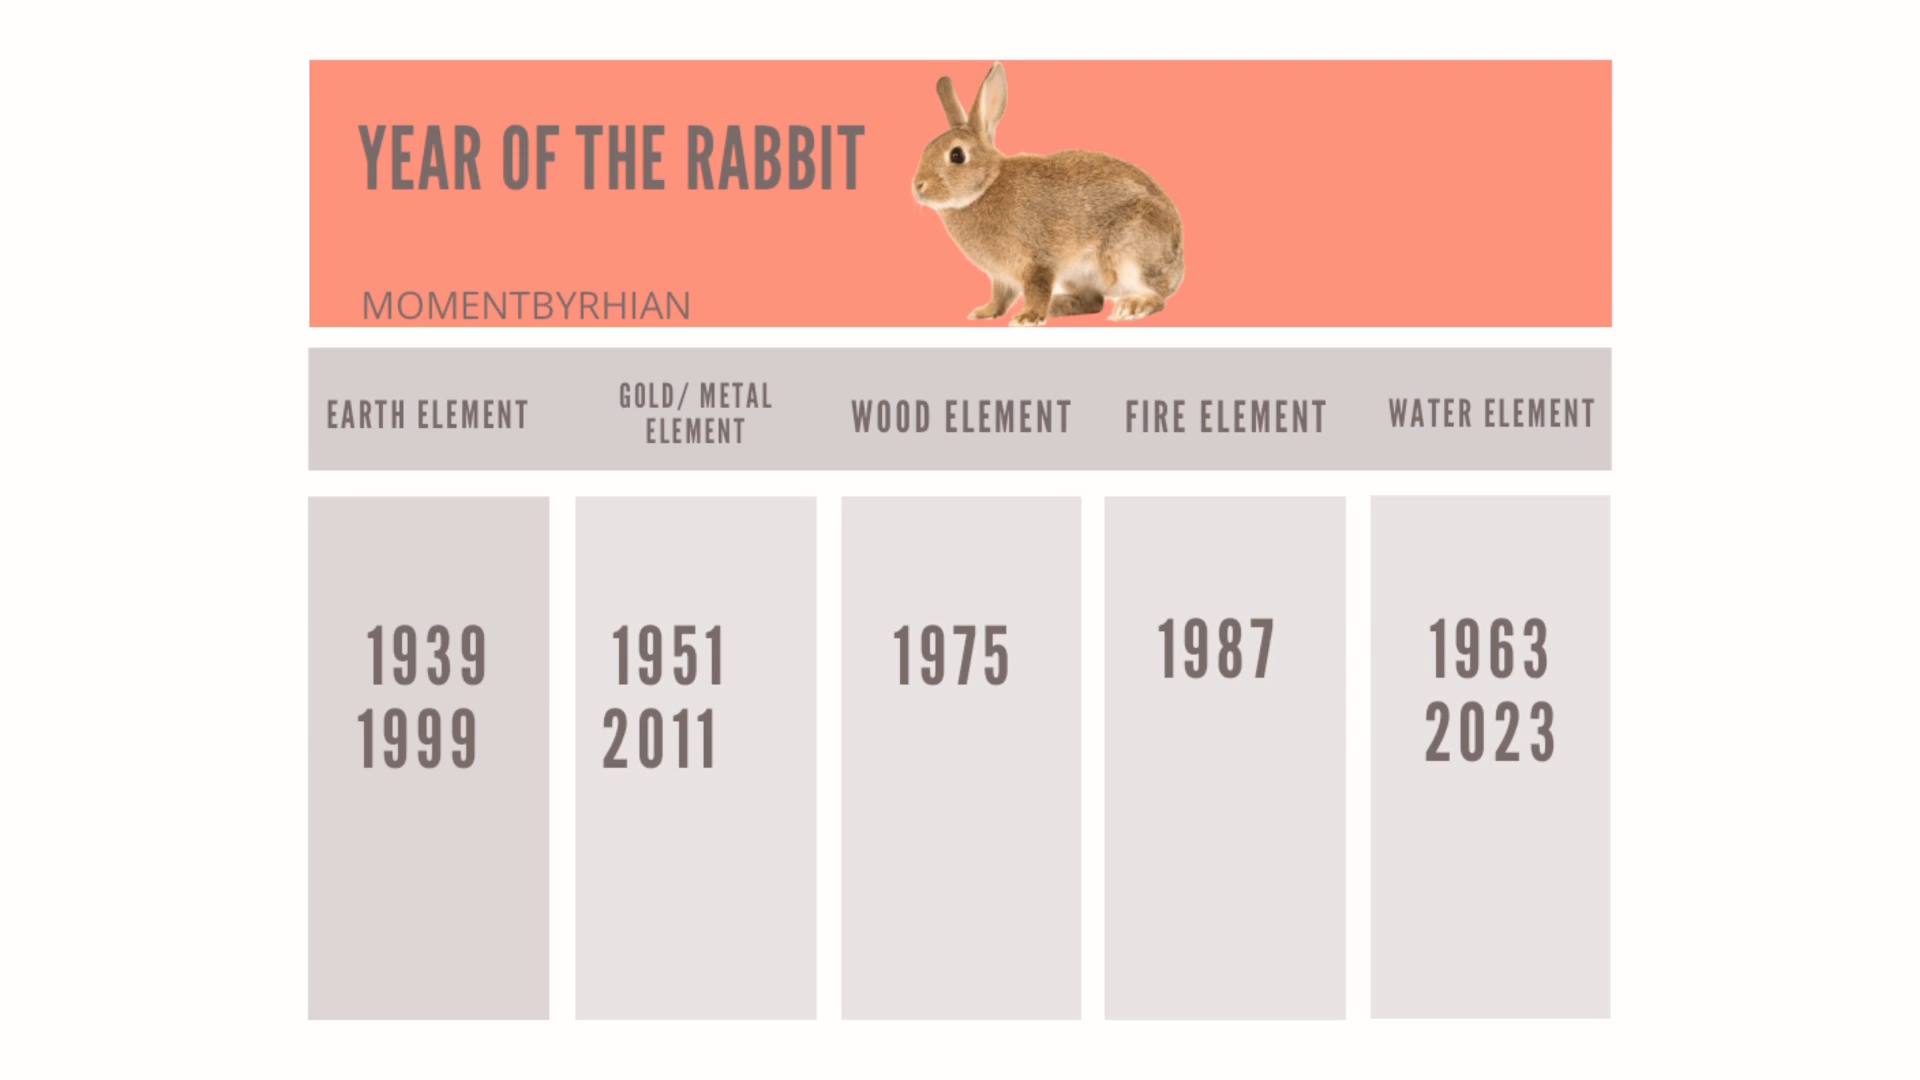 YEAR OF THE RABBIT
MOMENTBYRHIAN
EARTH ELEMENT
GOLD/ METAL
ELEMENT
WOOD ELEMENT
FIRE ELEMENT
WATER ELEMENT
1939
1999
1951
2011
1975
1987
1963
2023